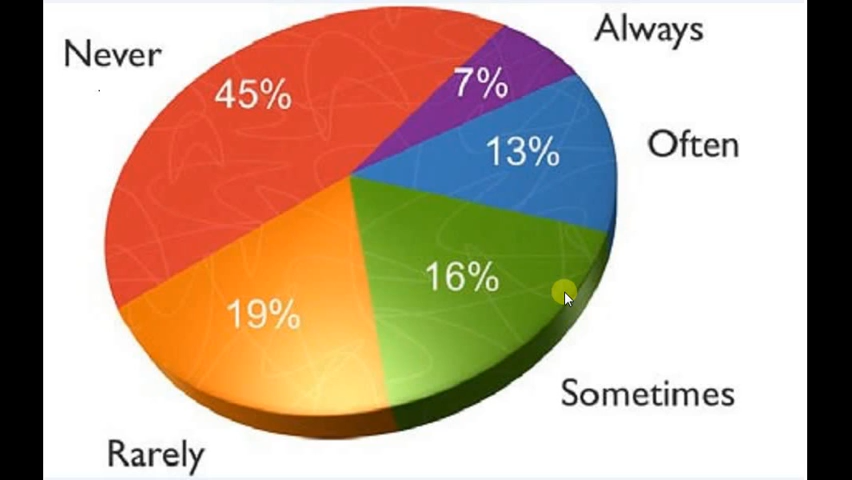 Never
45%
Always
7%
Often
13%
Sometimes
16%
Rarely
19%